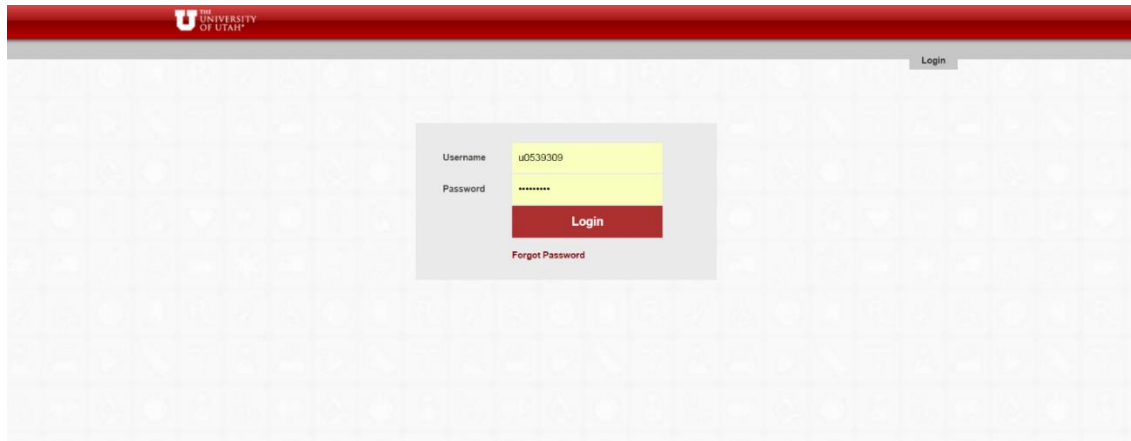 THE
UNIVERSITY
OF UTAH®
Login
Username u0539309
Password •••••••••
Login
Forgot Password